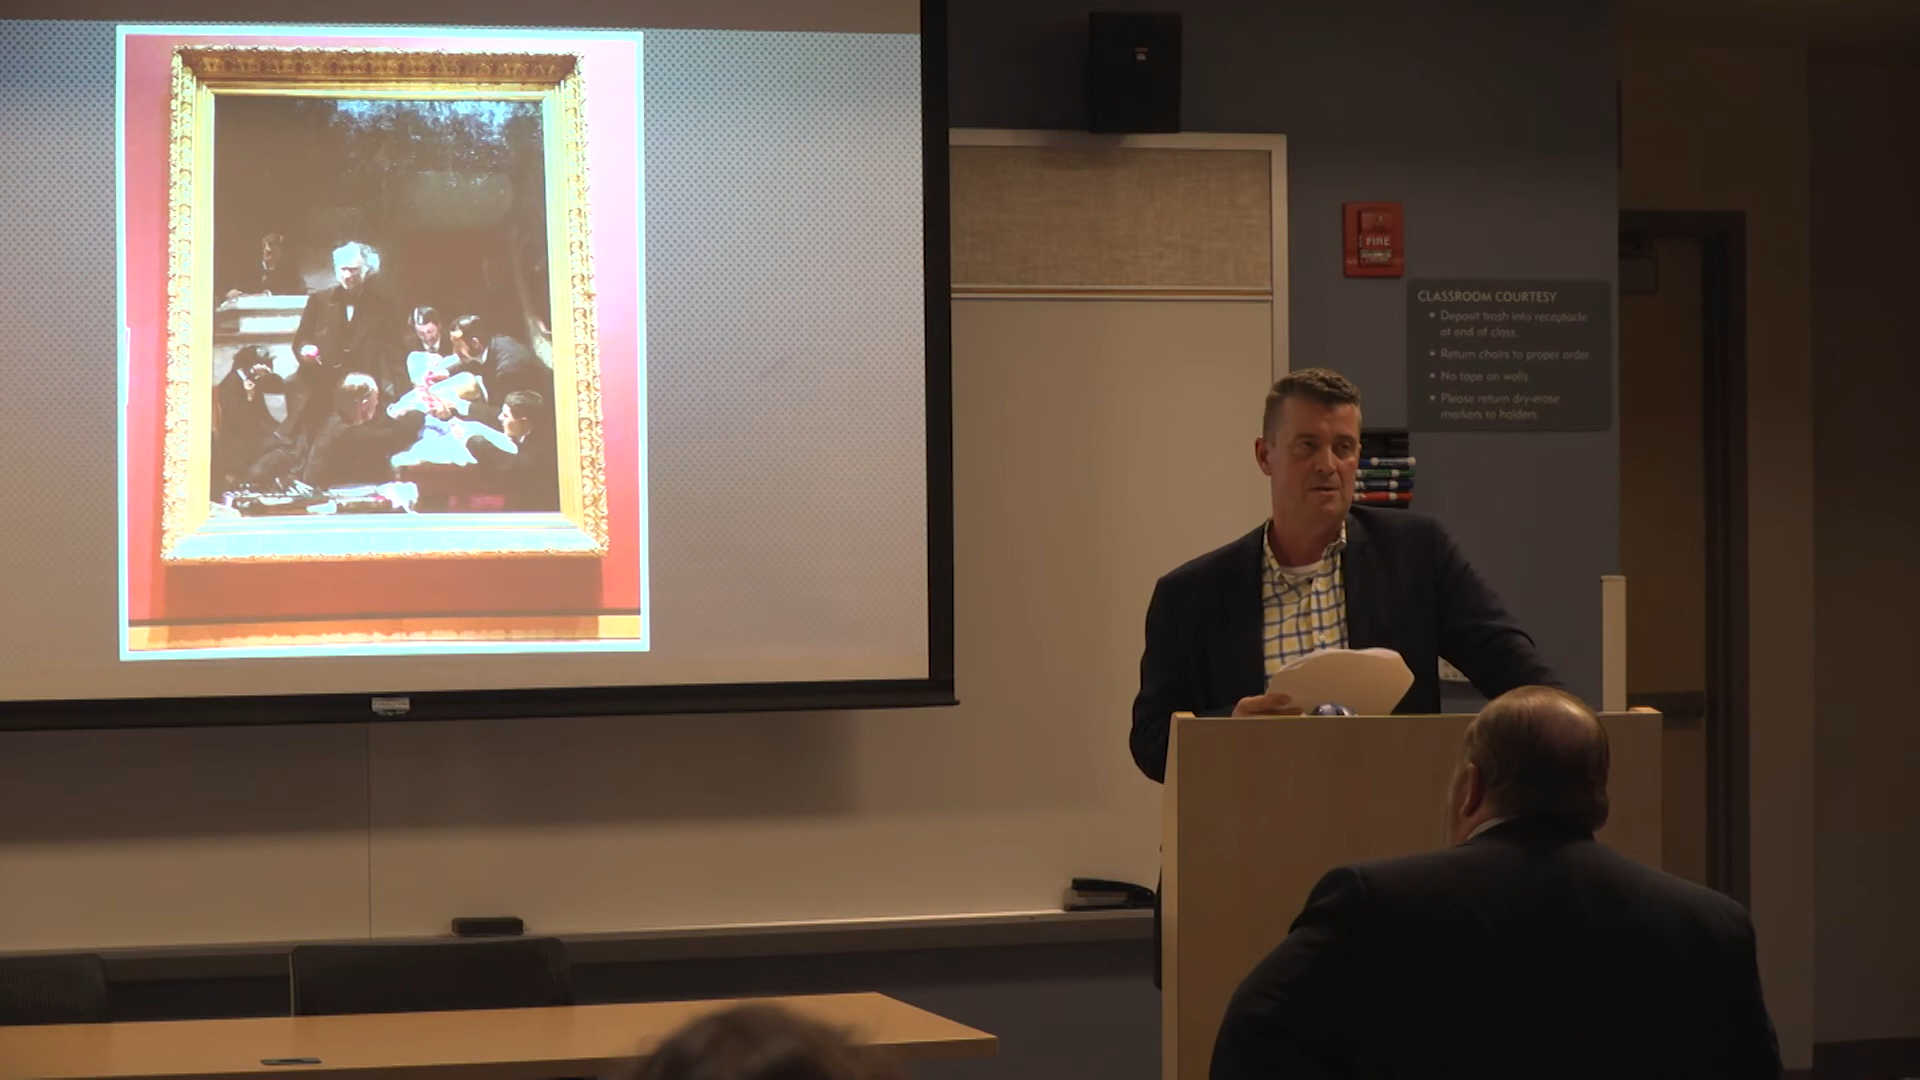 FIRE
CLASSROOM COURTESY
▪ Deposit trash into receptacle
at end of class.
▪ Return chairs to proper order
▪ No tape on walls
▪ Please return dry-erase
markers to holders